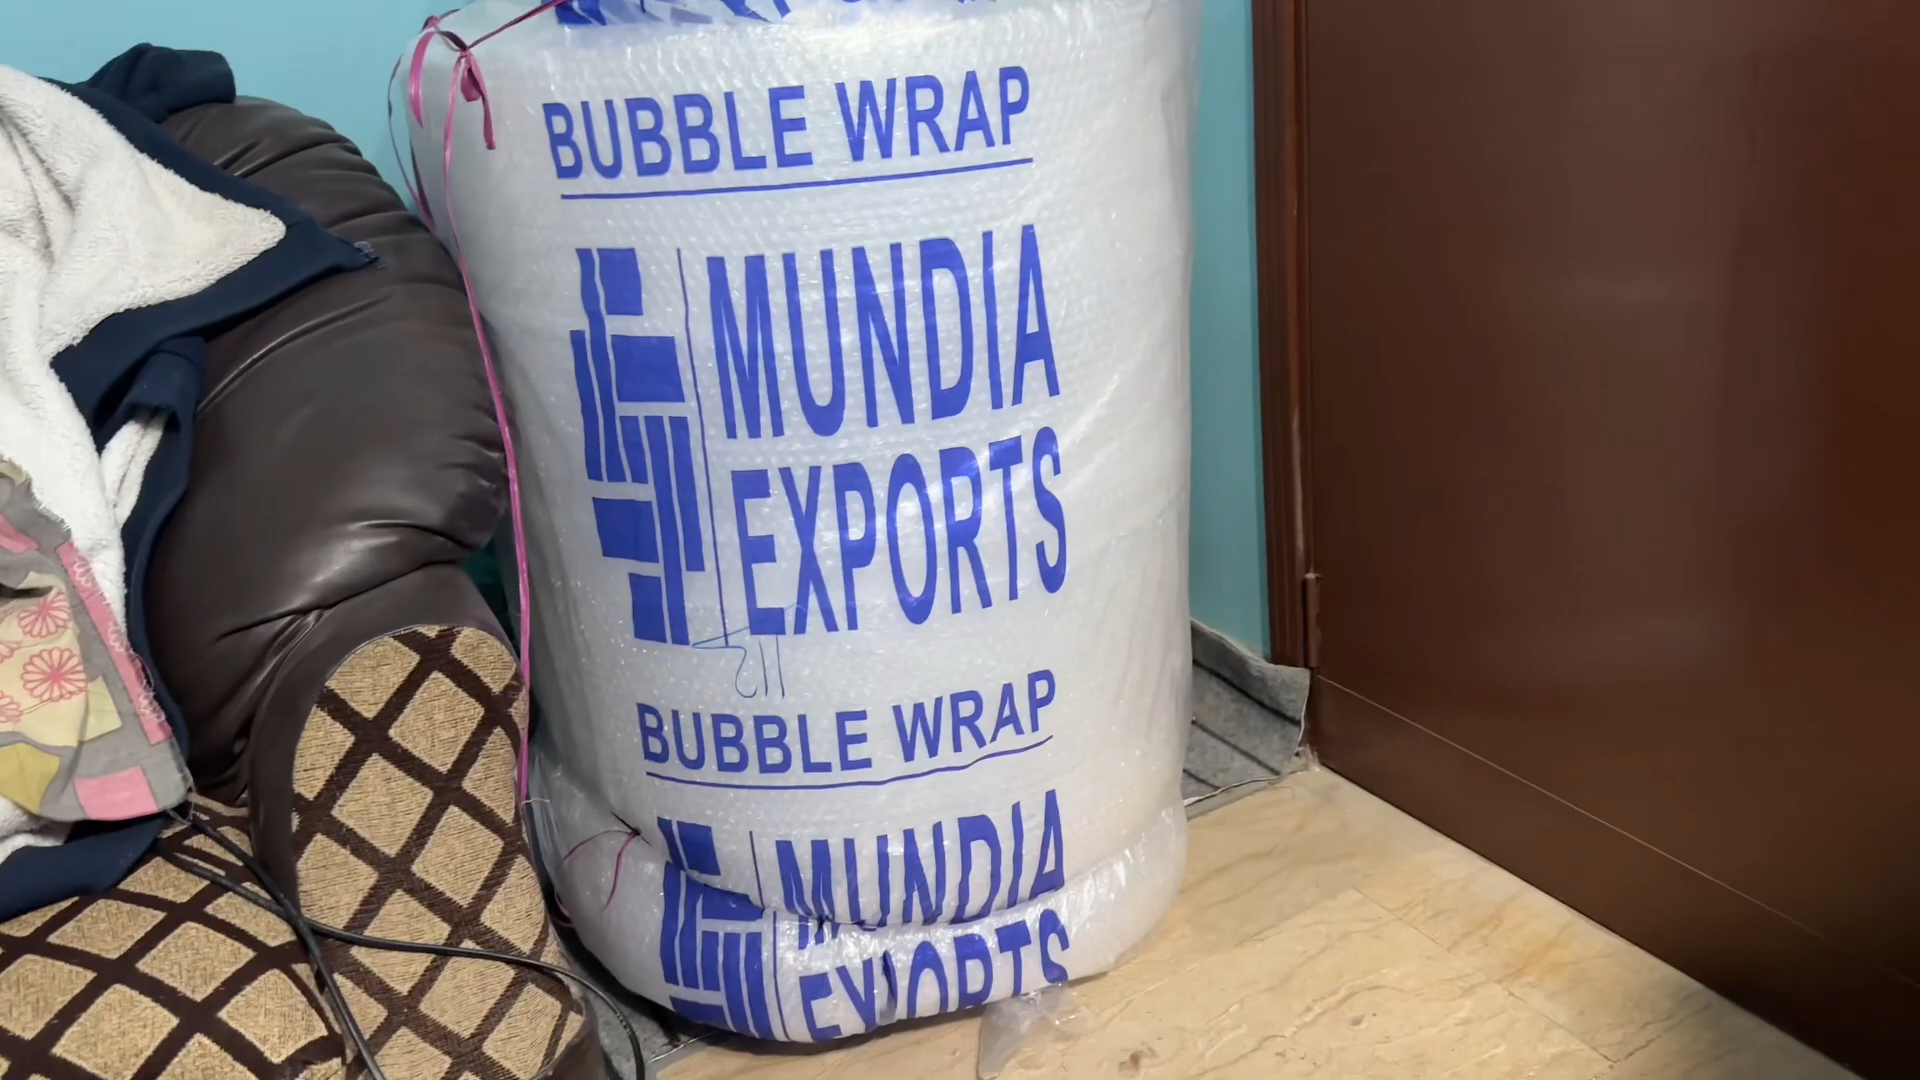 BUBBLE WRAP
MUNDIA
EXPORTS
BUBBLE WRAP
MUNDIA
EXPORTS